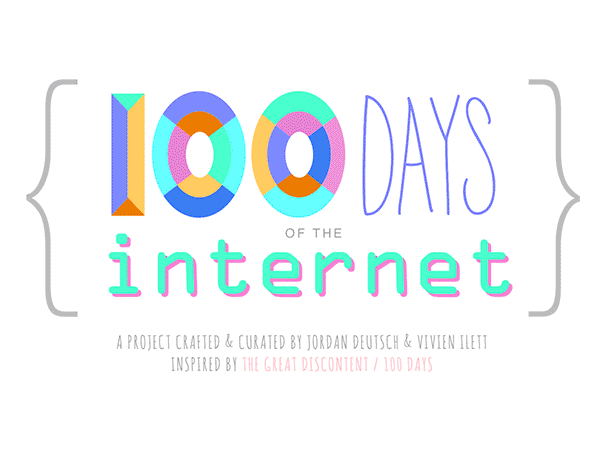 { 100 DAYS }
OF THE
internet
A PROJECT CRAFTED & CURATED BY JORDAN DEUTSCH & VIVIEN ILETT
INSPIRED BY THE GREAT DISCONTENT / 100 DAYS